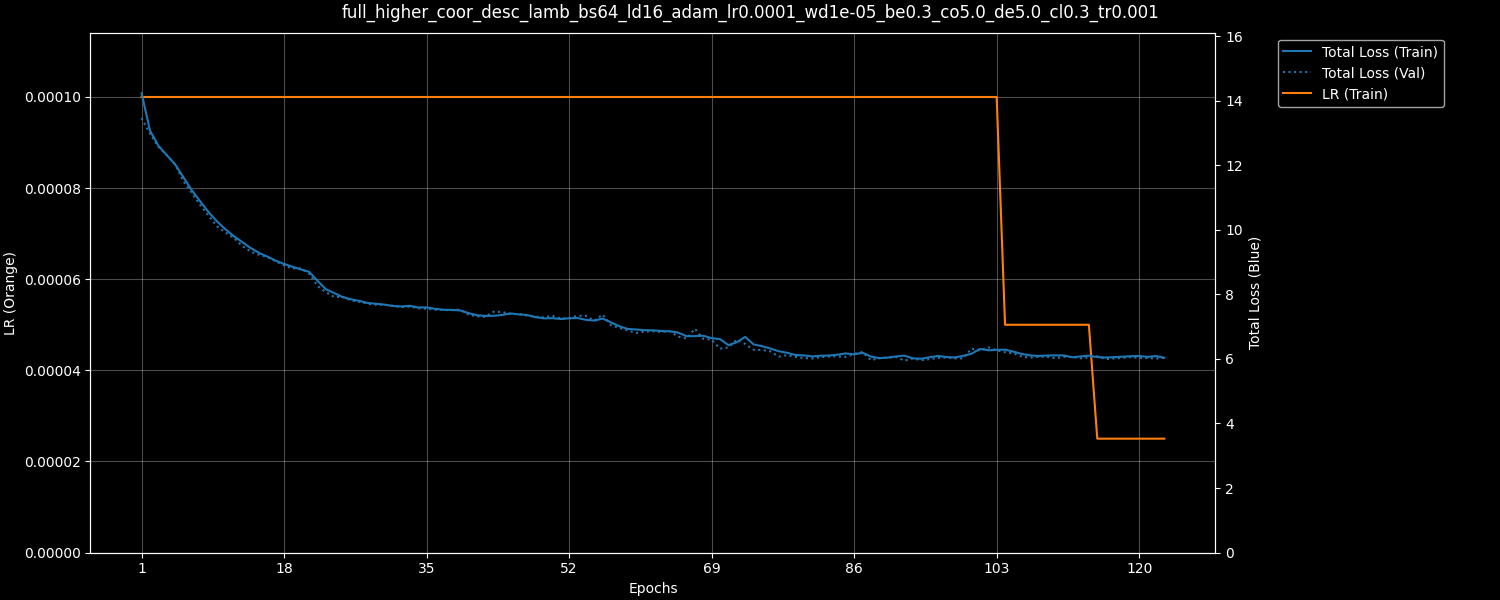 full_higher_coor_desc_lamb_bs64_ld16_adam_lr0.0001_wd1e-05_be0.3_co5.0_de5.0_cl0.3_tr0.001
Total Loss (Train)
Total Loss (Val)
LR (Train)
LR (Orange)
0.00010
0.00008
0.00006
0.00004
0.00002
0.00000
16
14
12
10
8
6
4
2
0
Total Loss (Blue)
1 18 35 52 69 86 103 120
Epochs